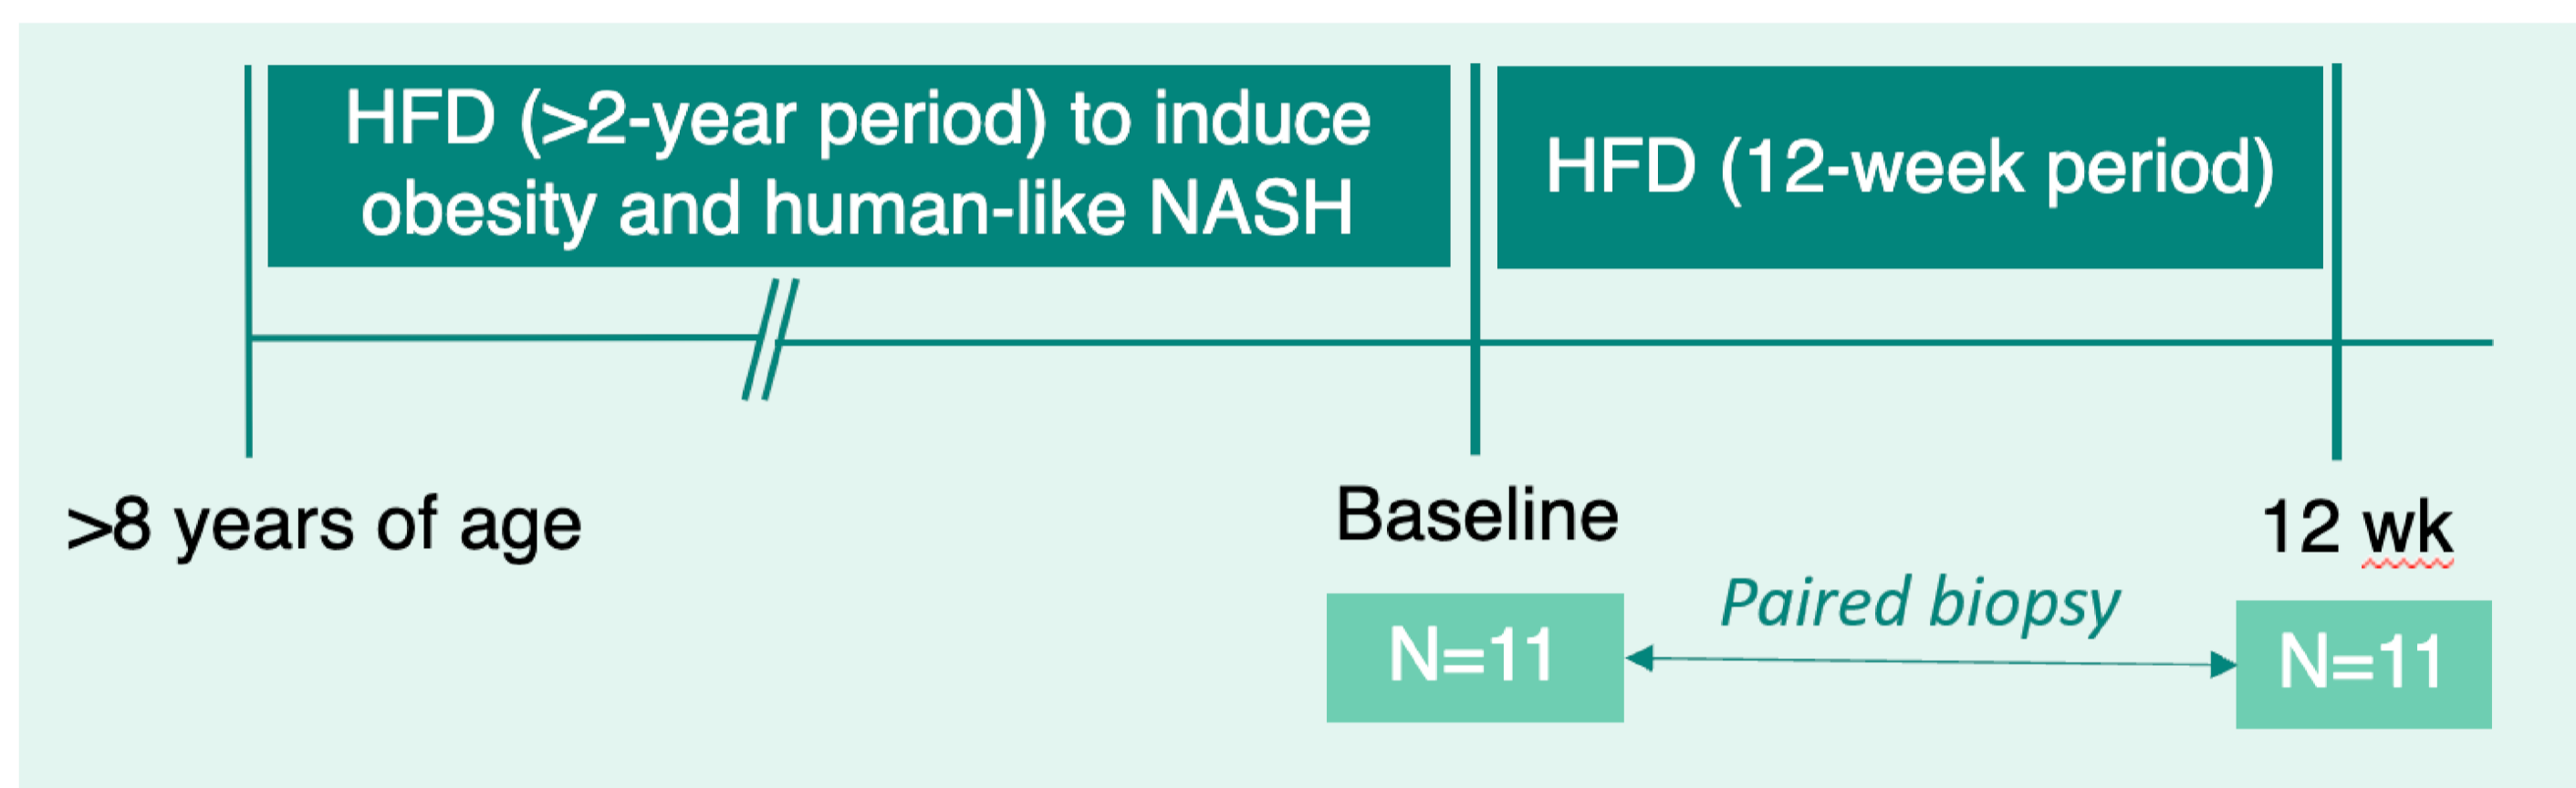 HFD (>2-year period) to induce
obesity and human-like NASH
HFD (12-week period)
>8 years of age
Baseline
12 wk
Paired biopsy
N=11
N=11